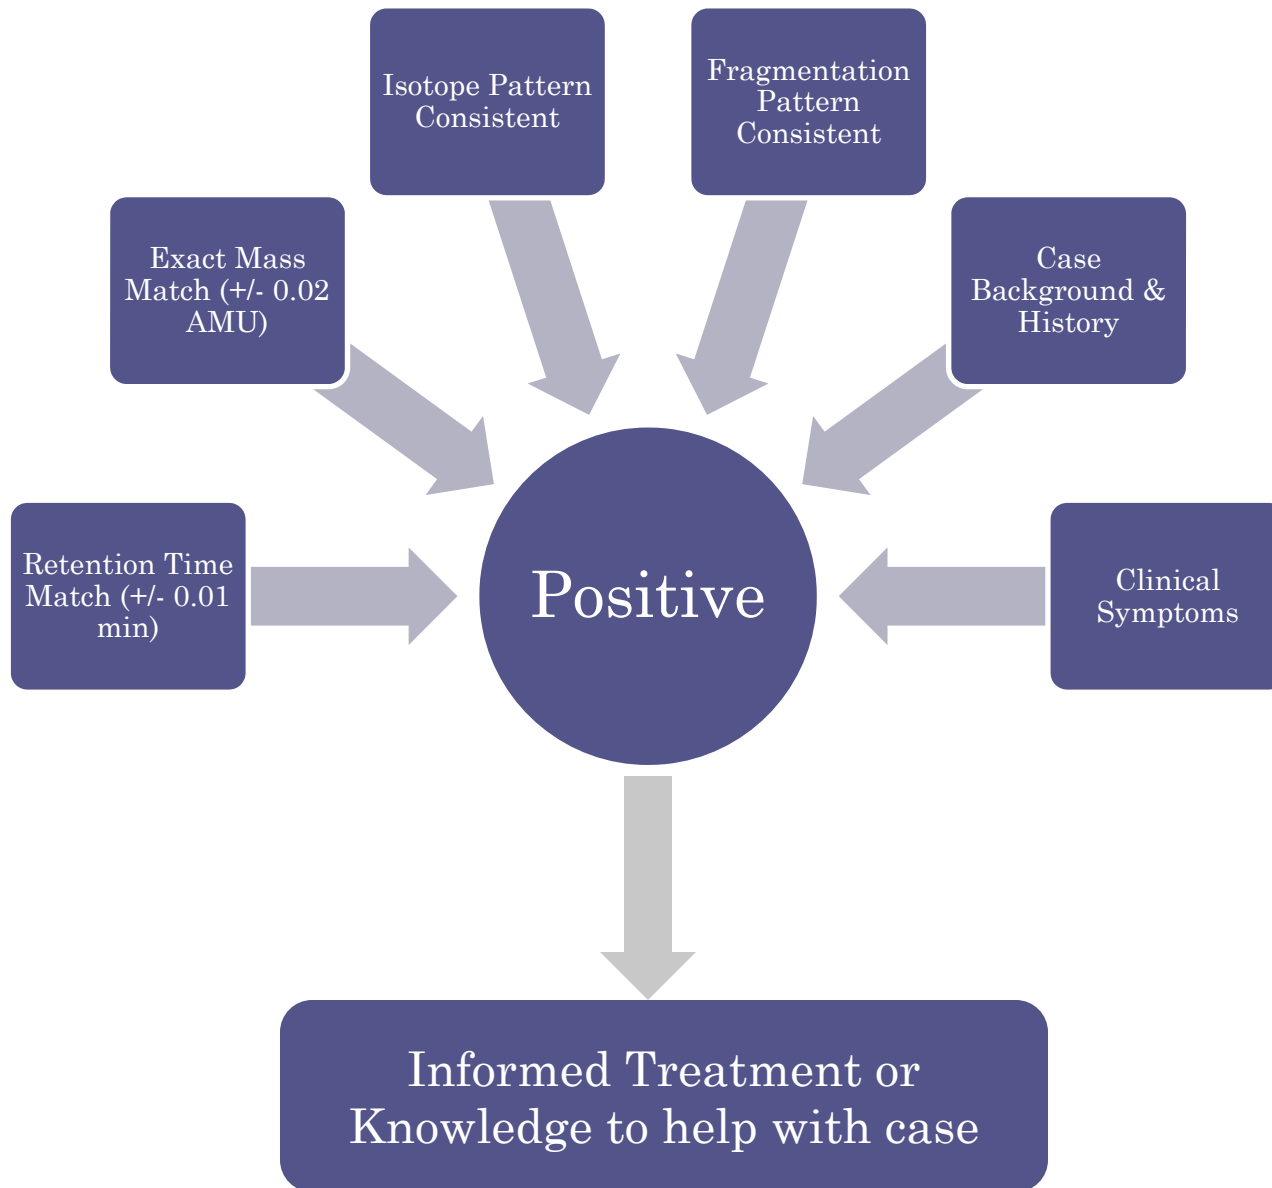 Isotope Pattern
Consistent
Fragmentation
Pattern
Consistent
Exact Mass
Match (+/- 0.02
AMU)
Case
Background &
History
Retention Time
Match (+/- 0.01
min)
Positive
Clinical
Symptoms
Informed Treatment or
Knowledge to help with case